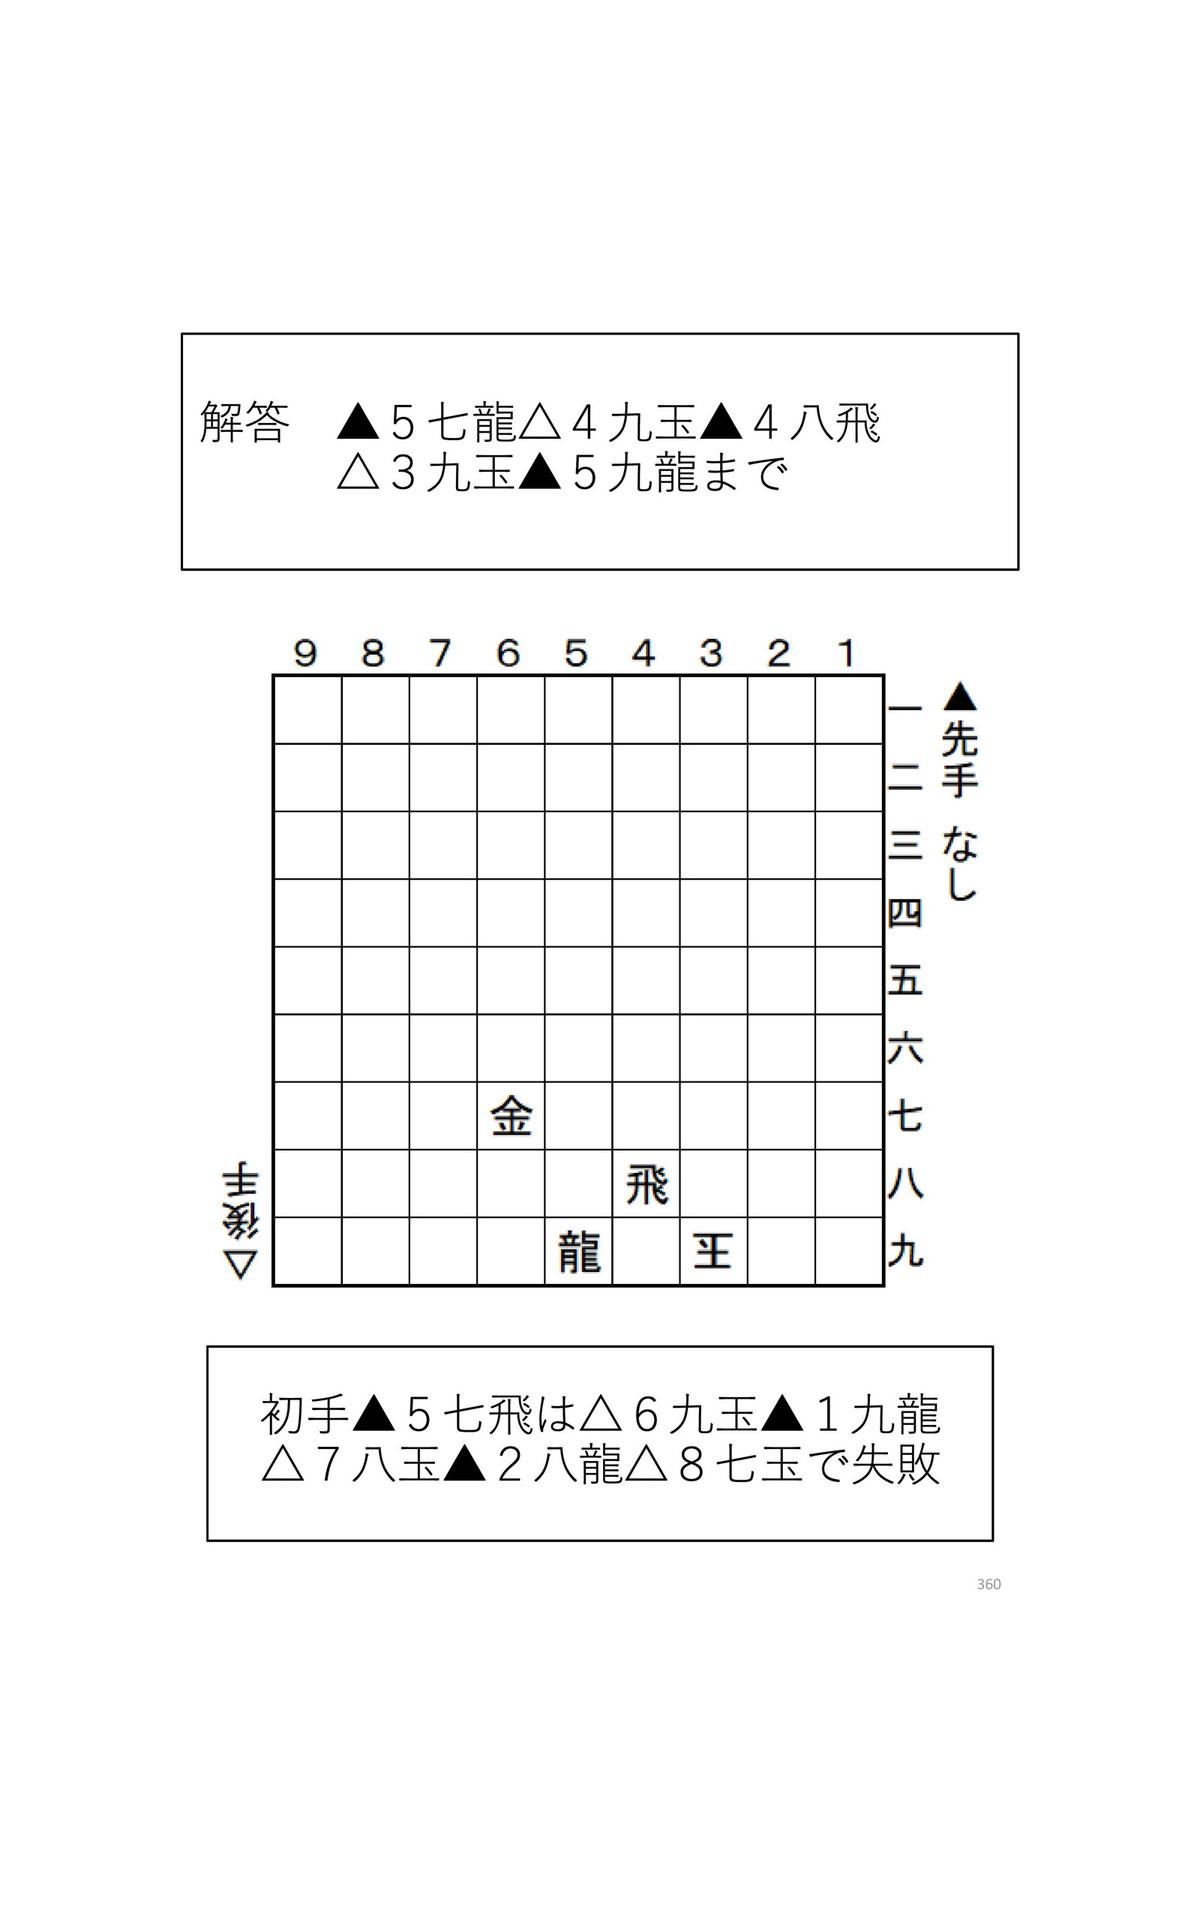 解答　▲５七龍△４九玉▲４八飛
△３九玉▲５九龍まで
9 8 7 6 5 4 3 2 1
一
二
三
四
五
六
七
八
九
▲先手 なし
金
飛
龍 王
△後手
初手▲５七飛は△６九玉▲１九龍
△７八玉▲２八龍△８七玉で失敗
360